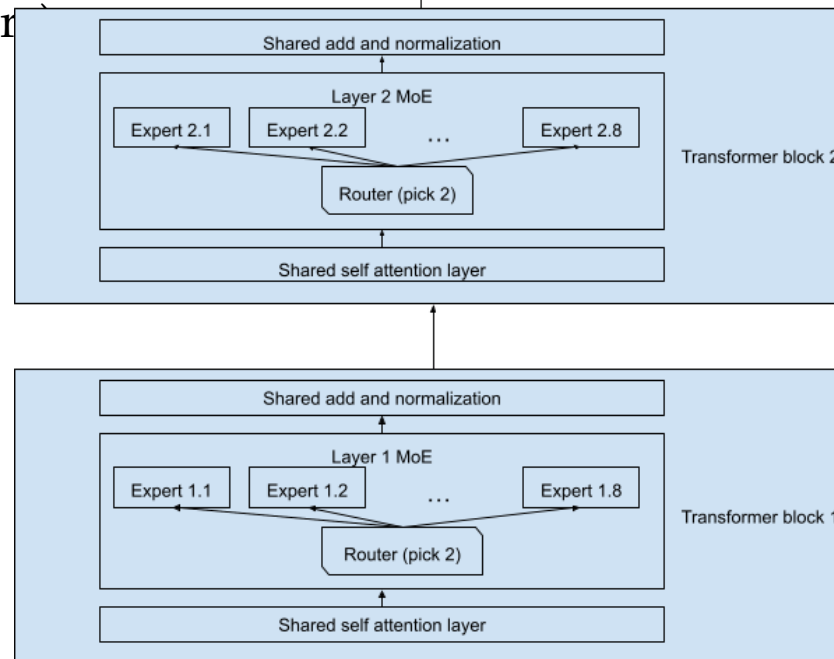 Shared add and normalization
Layer 2 MoE
Expert 2.1 Expert 2.2 ... Expert 2.8
Transformer block 2
Router (pick 2)
Shared self attention layer
Shared add and normalization
Layer 1 MoE
Expert 1.1 Expert 1.2 ... Expert 1.8
Transformer block 1
Router (pick 2)
Shared self attention layer